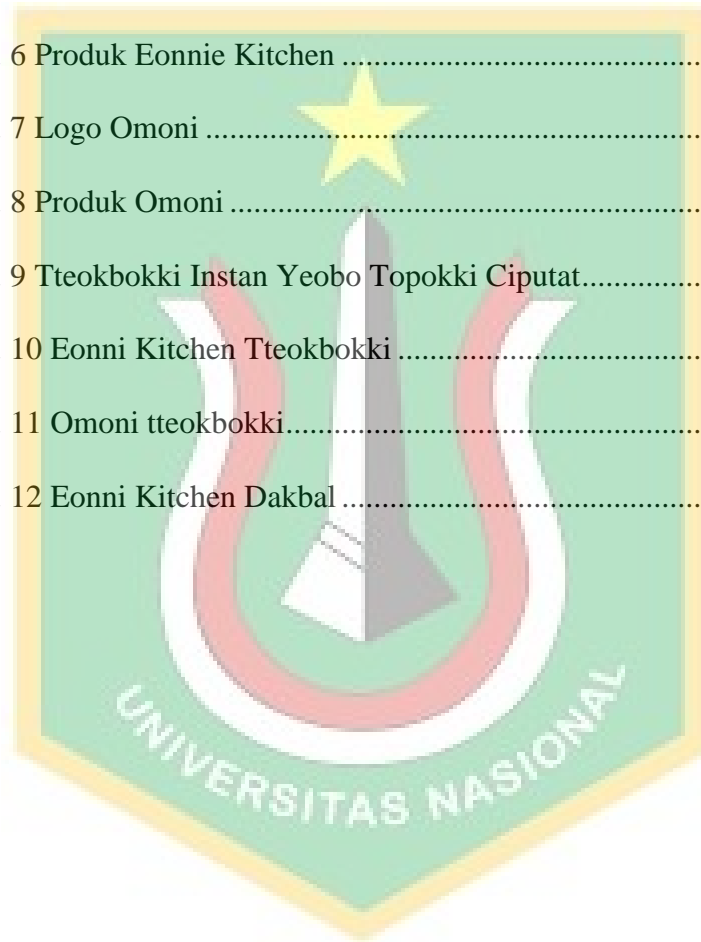 6 Produk Eonnie Kitchen ........................................
7 Logo Omoni ........................................................
8 Produk Omoni .....................................................
9 Tteokbokki Instan Yeobo Topokki Ciputat.............
10 Eonni Kitchen Tteokbokki ..................................
11 Omoni tteokbokki...............................................
12 Eonni Kitchen Dakbal ........................................
UNIVERSITAS NASIONAL